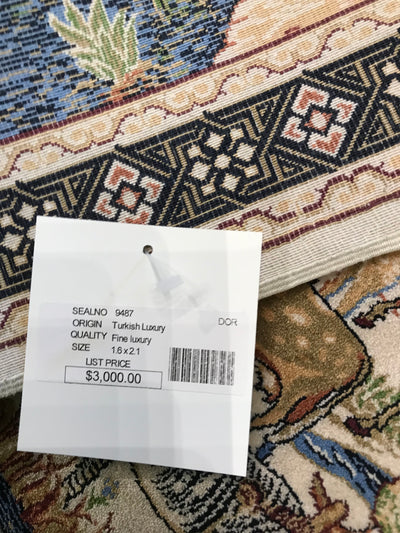 SEALNO 9487
ORIGIN Turkish Luxury DOR
QUALITY Fine luxury
SIZE 1.6 x 2.1
LIST PRICE
$3,000.00